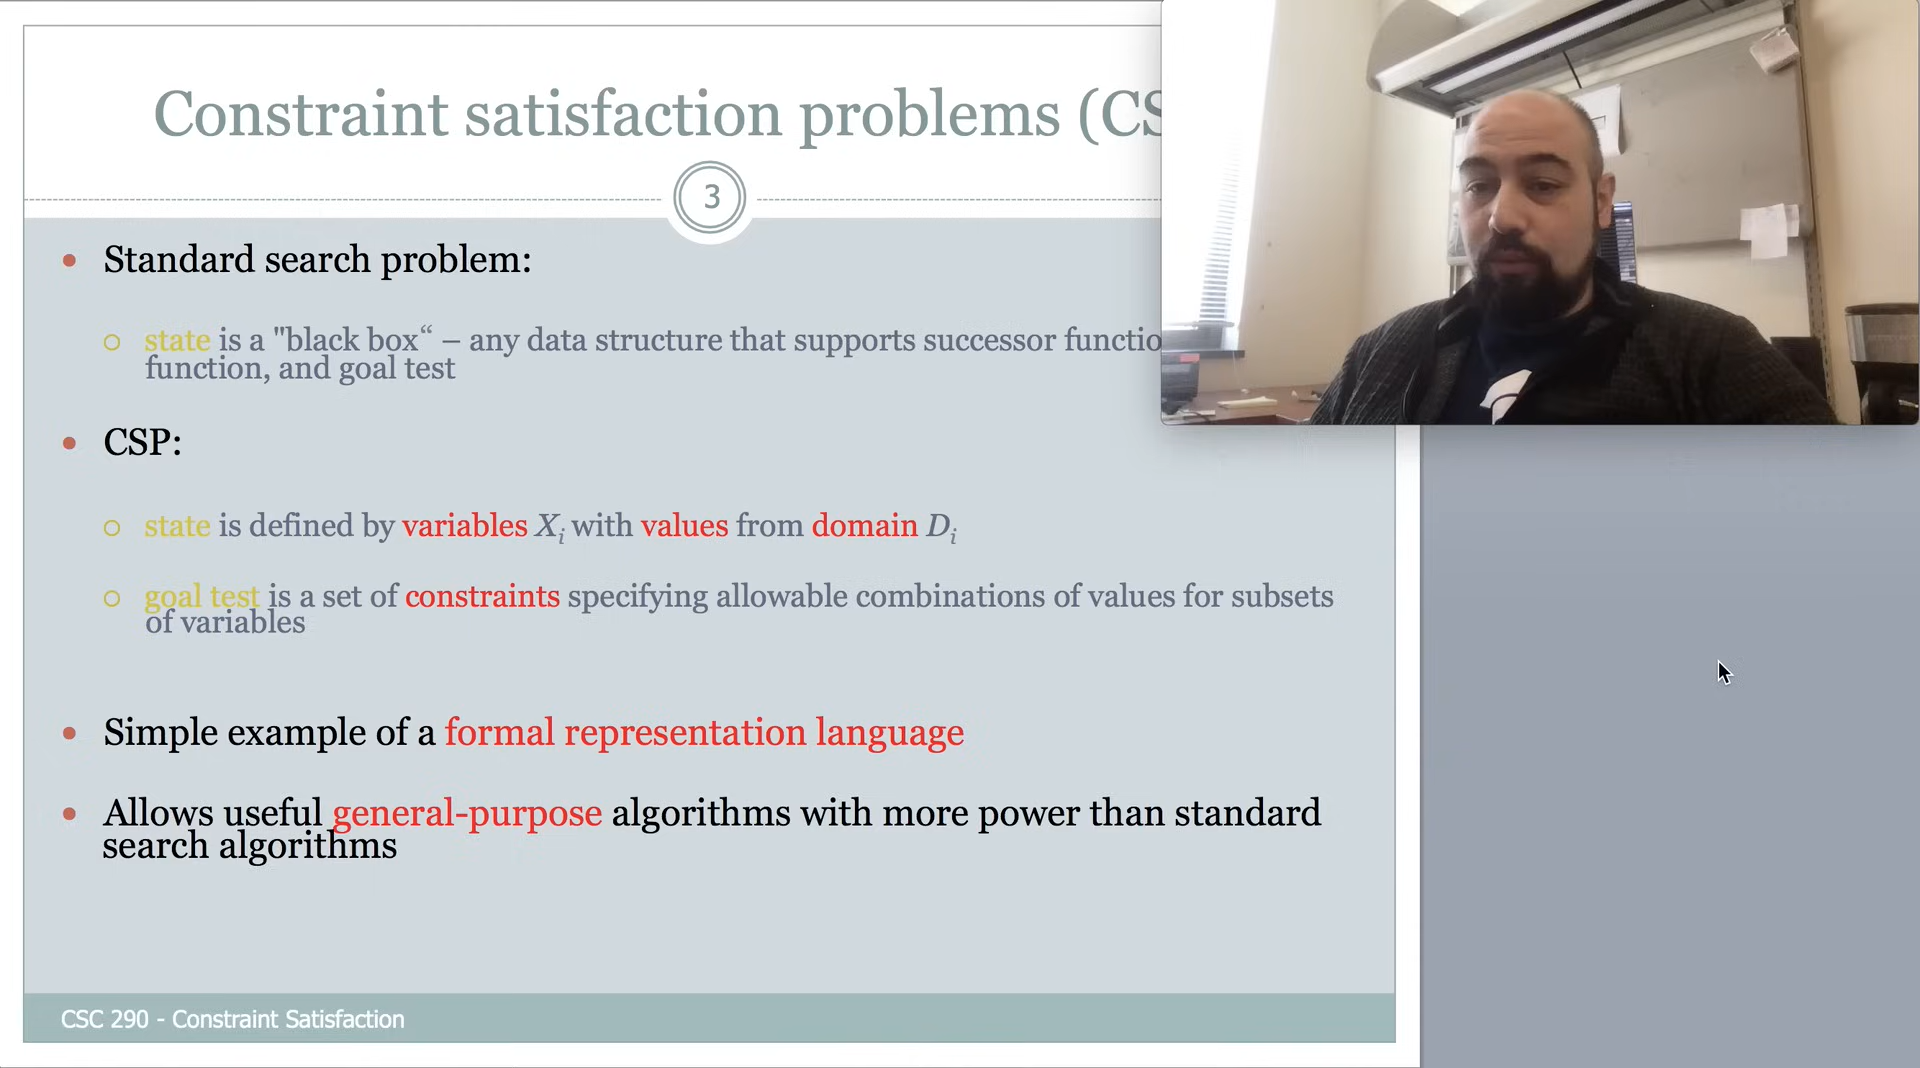 Constraint satisfaction problems (CS
3
Standard search problem:
state is a "black box“ – any data structure that supports successor functio
function, and goal test
CSP:
state is defined by variables Xi with values from domain Di
goal test is a set of constraints specifying allowable combinations of values for subsets
of variables
Simple example of a formal representation language
Allows useful general-purpose algorithms with more power than standard
search algorithms
CSC 290 - Constraint Satisfaction